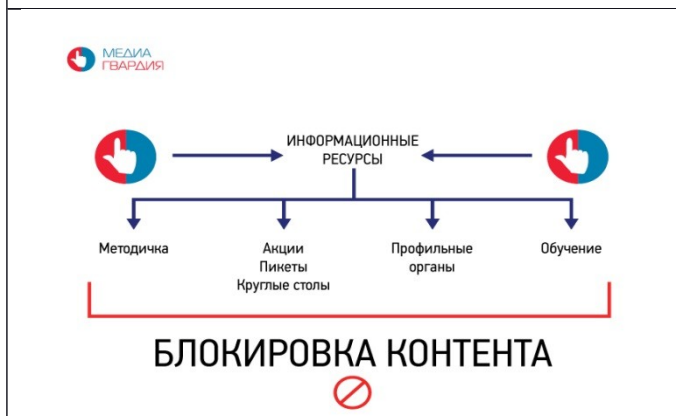 МЕДИА
ГВАРДИЯ
ИНФОРМАЦИОННЫЕ
РЕСУРСЫ
Методичка
Акции
Пикеты
Круглые столы
Профильные
органы
Обучение
БЛОКИРОВКА КОНТЕНТА